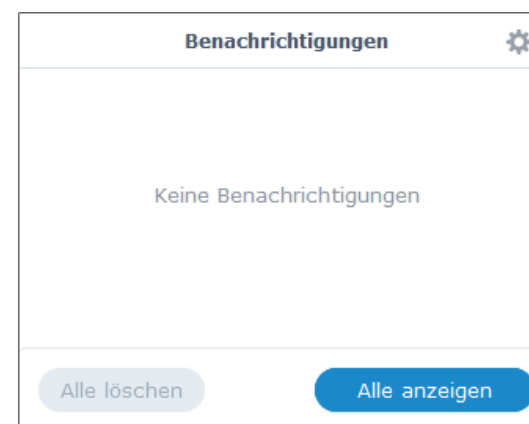 Benachrichtigungen
Keine Benachrichtigungen
Alle löschen
Alle anzeigen